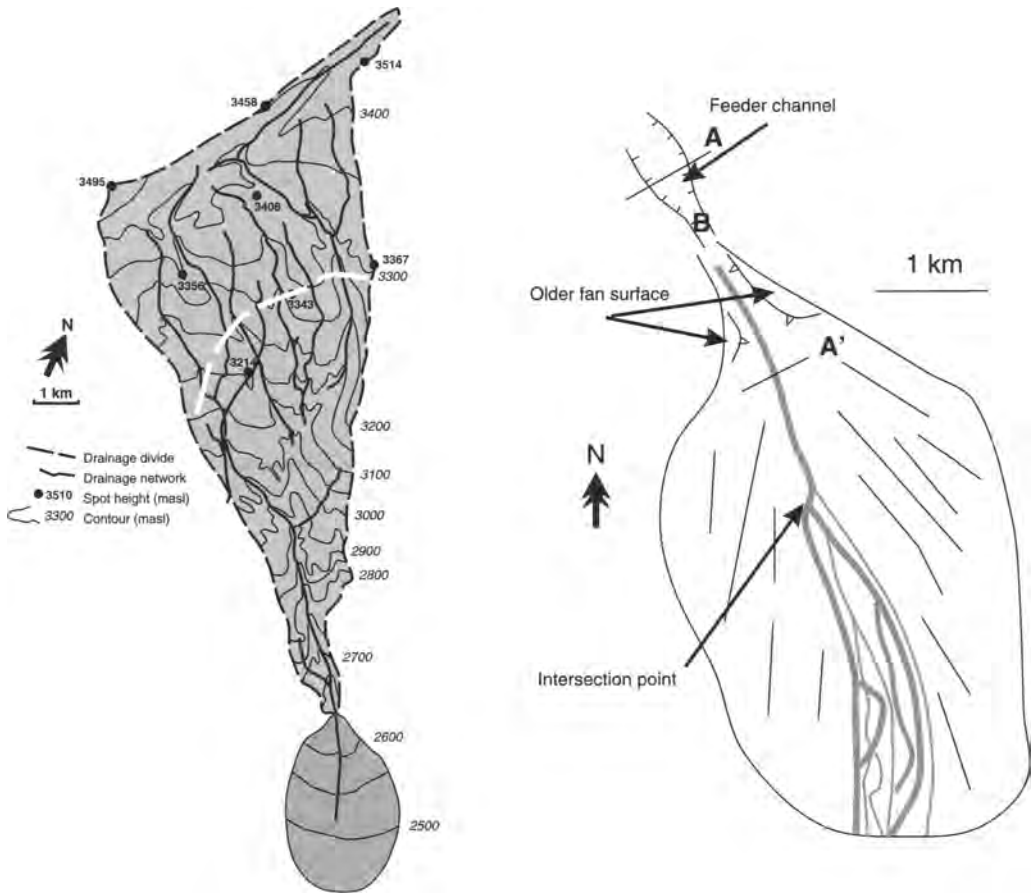 3514
3458
3400
3495
3408
3367
3300
3356
3343
N
3214
1 km
3200
Drainage divide
Drainage network
3510 Spot height (masl)
3300 Contour (masl)
3100
3000
2900
2800
2700
2600
2500
Feeder channel
A
B
1 km
Older fan surface
A'
N
Intersection point